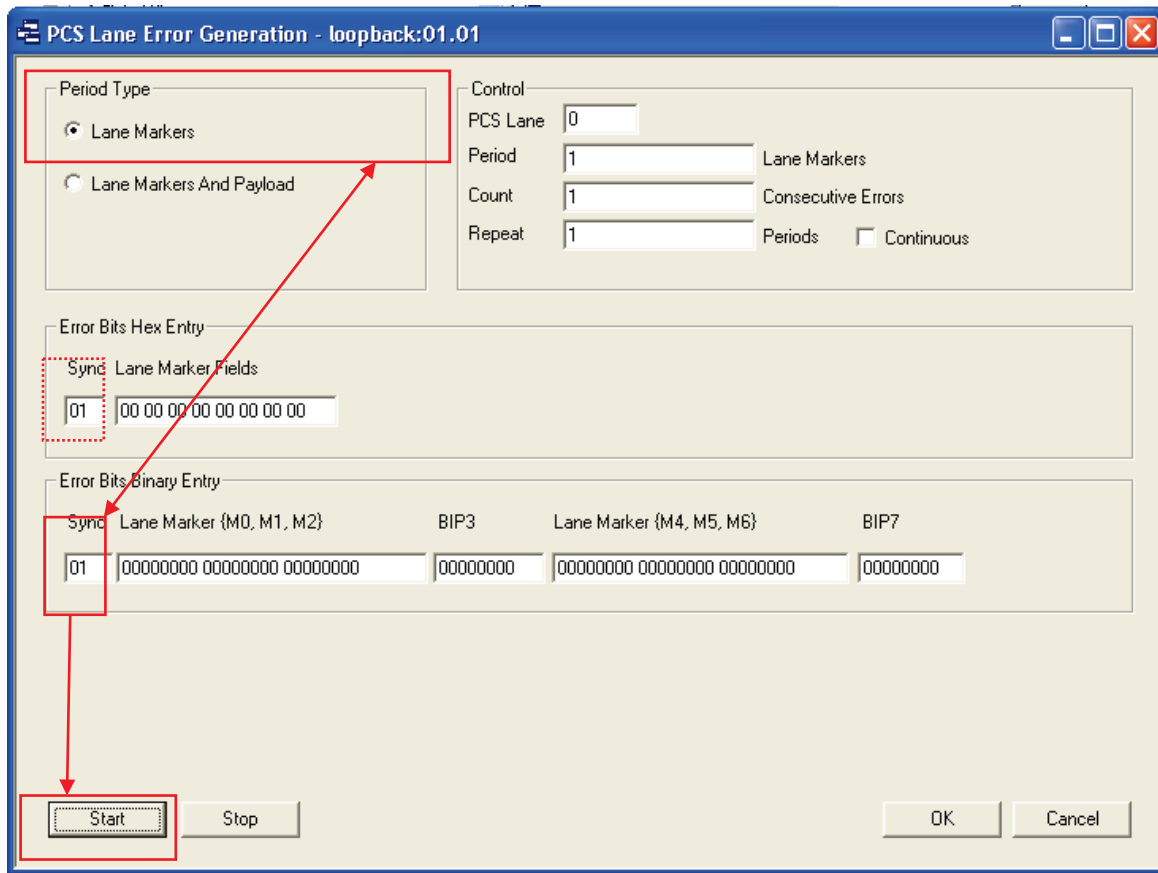 PCS Lane Error Generation - loopback:01.01
Period Type
Lane Markers
Lane Markers And Payload
Control
PCS Lane 0
Period 1 Lane Markers
Count 1 Consecutive Errors
Repeat 1 Periods Continuous
Error Bits Hex Entry
Sync Lane Marker Fields
01 00 00 00 00 00 00 00 00
Error Bits Binary Entry
Sync Lane Marker {M0, M1, M2} BIP3 Lane Marker {M4, M5, M6} BIP7
01 00000000 00000000 00000000 00000000 00000000 00000000 00000000 00000000
Start Stop OK Cancel